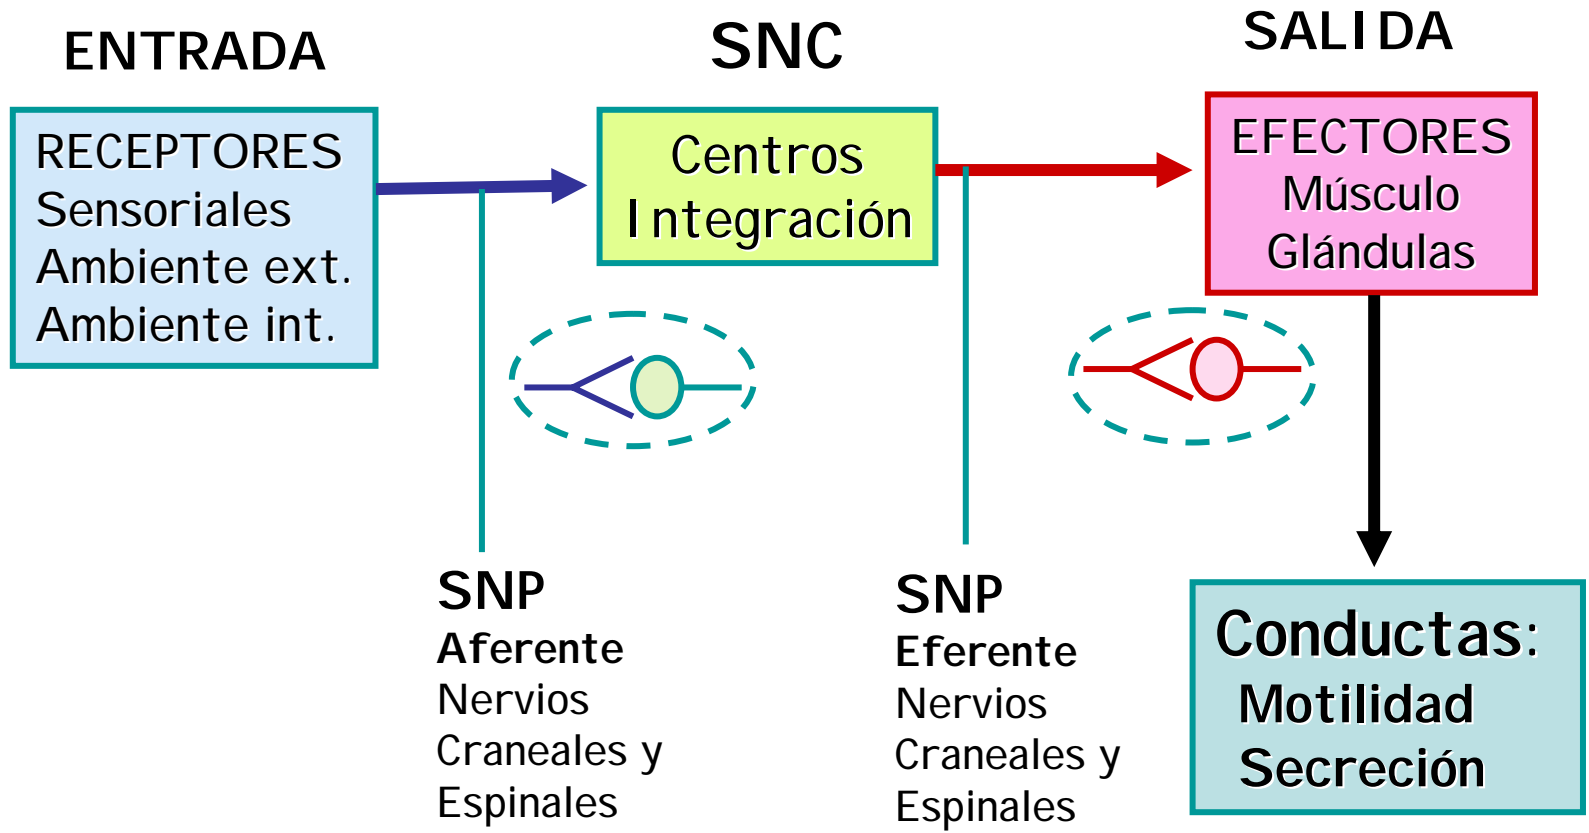 ENTRADA
RECEPTORES
Sensoriales
Ambiente ext.
Ambiente int.
SNC
Centros
Integración
SALIDA
EFECTORES
Músculo
Glándulas
SNP
Aferente
Nervios
Craneales y
Espinales
SNP
Eferente
Nervios
Craneales y
Espinales
Conductas:
Motilidad
Secreción